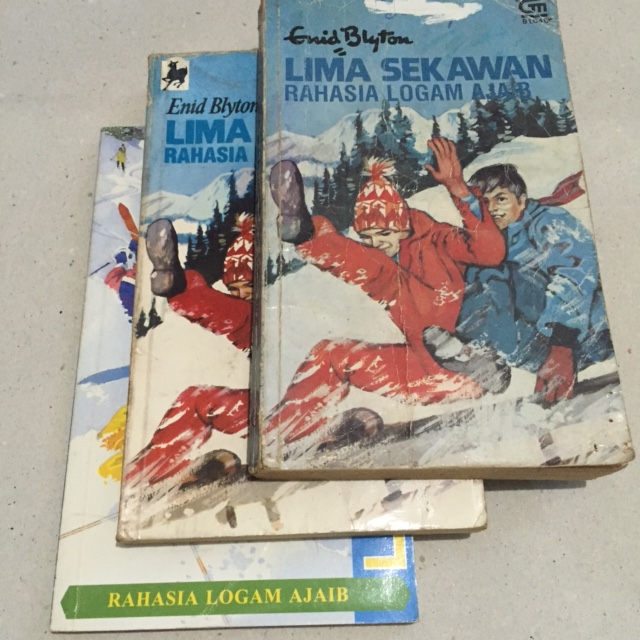 Enid Blyton
LIMA SEKAWAN
RAHASIA LOGAM AJAIB
Enid Blyton
LIMA
RAHASIA
RAHASIA LOGAM AJAIB